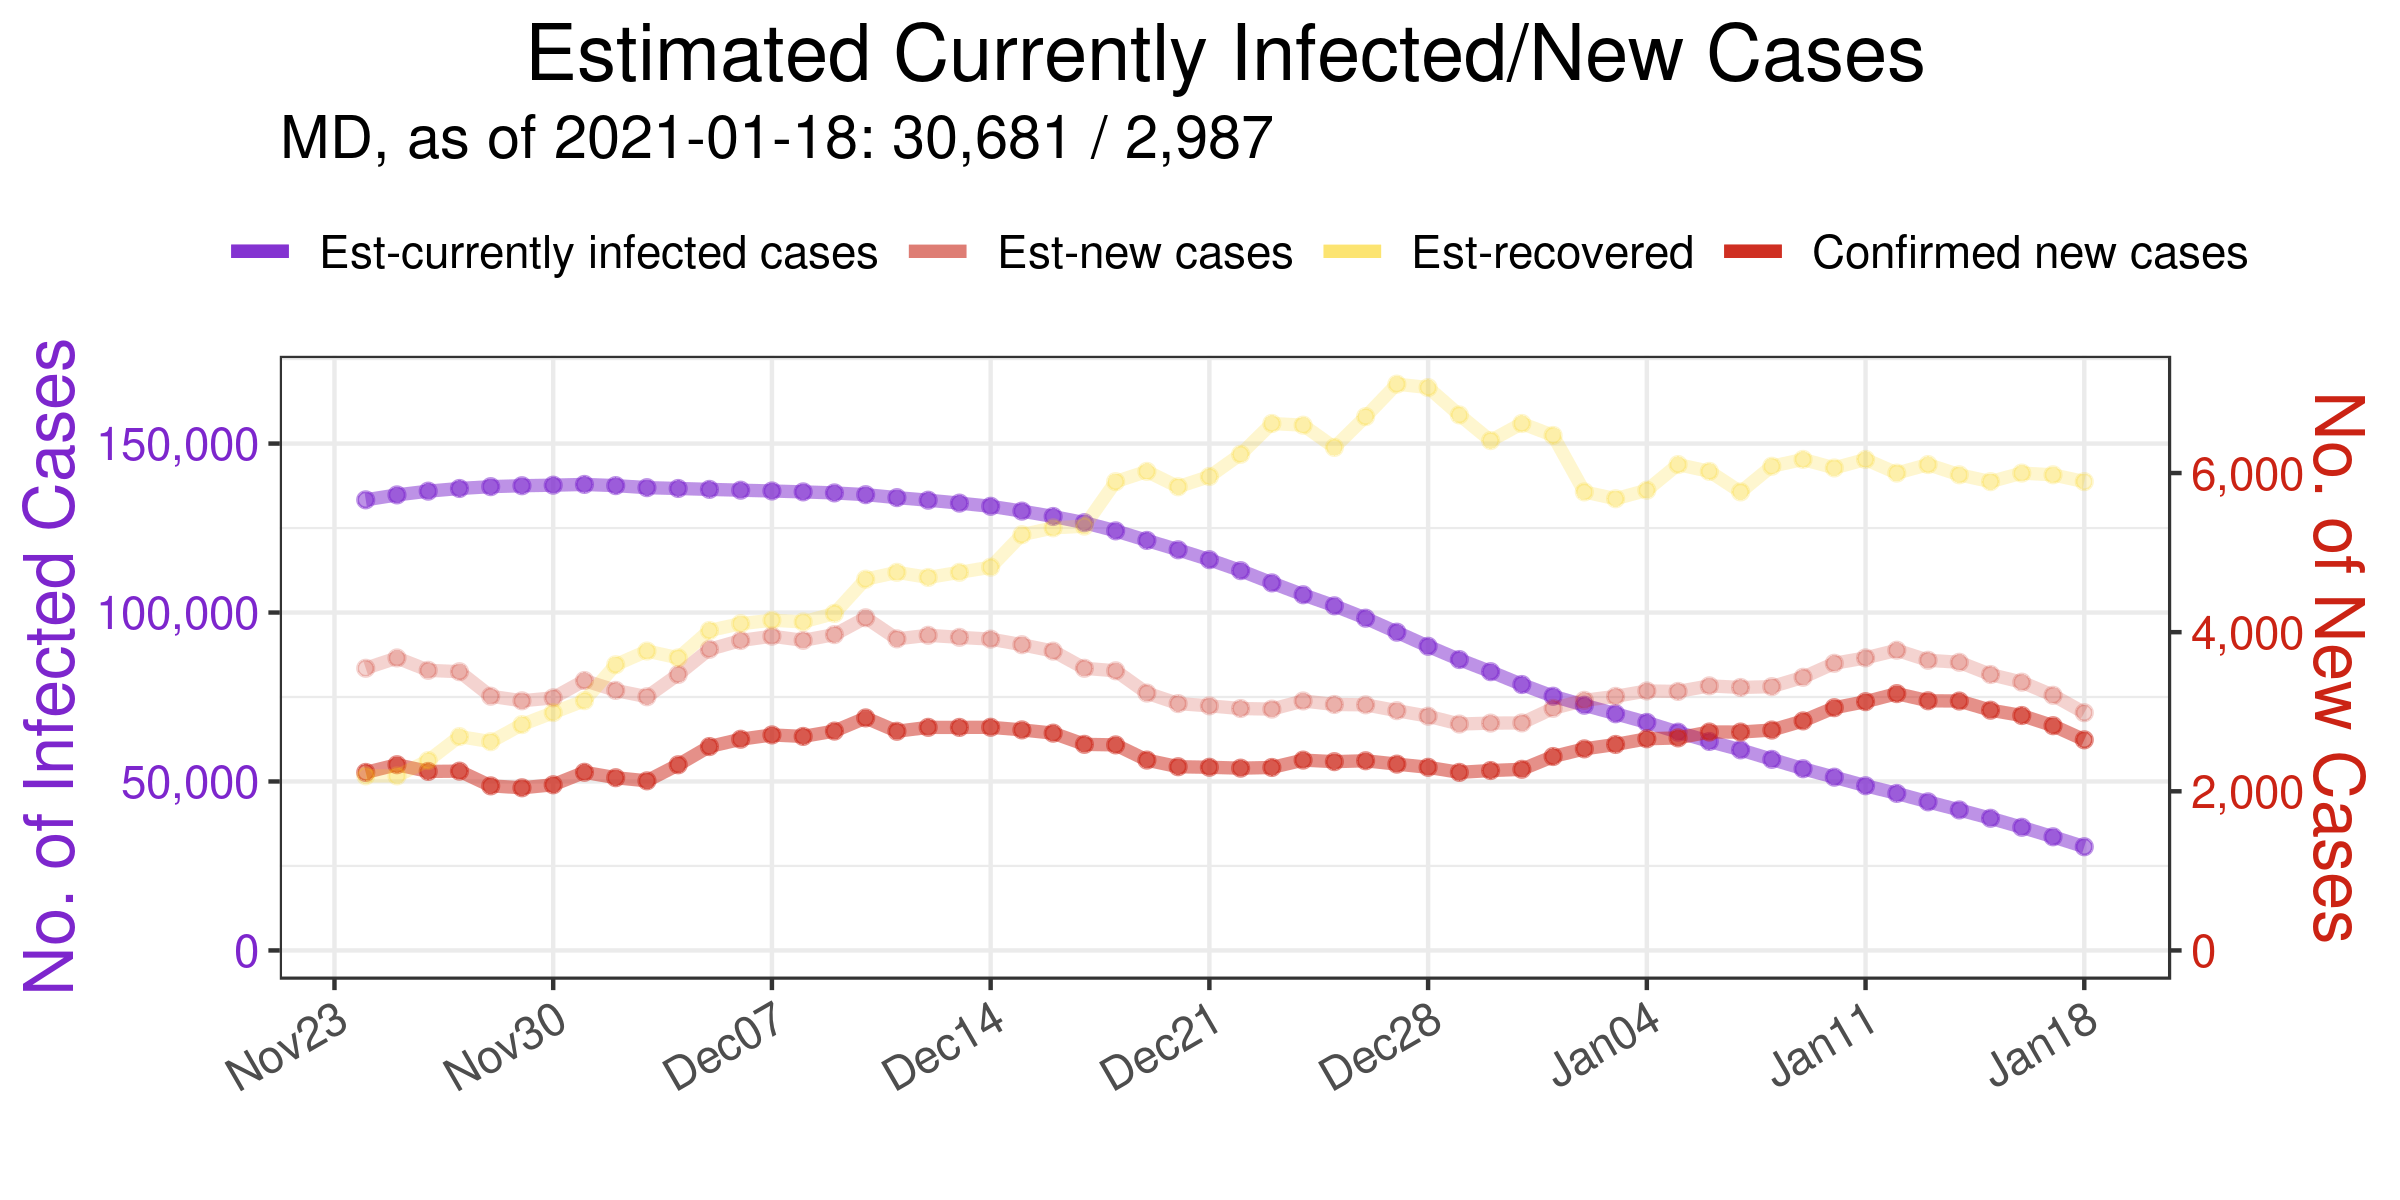 Estimated Currently Infected/New Cases
MD, as of 2021-01-18: 30,681 / 2,987
Est-currently infected cases Est-new cases Est-recovered Confirmed new cases
No. of Infected Cases
150,000
100,000
50,000
0
6,000
4,000
2,000
0
No. of New Cases
Nov23 Nov30 Dec07 Dec14 Dec21 Dec28 Jan04 Jan11 Jan18